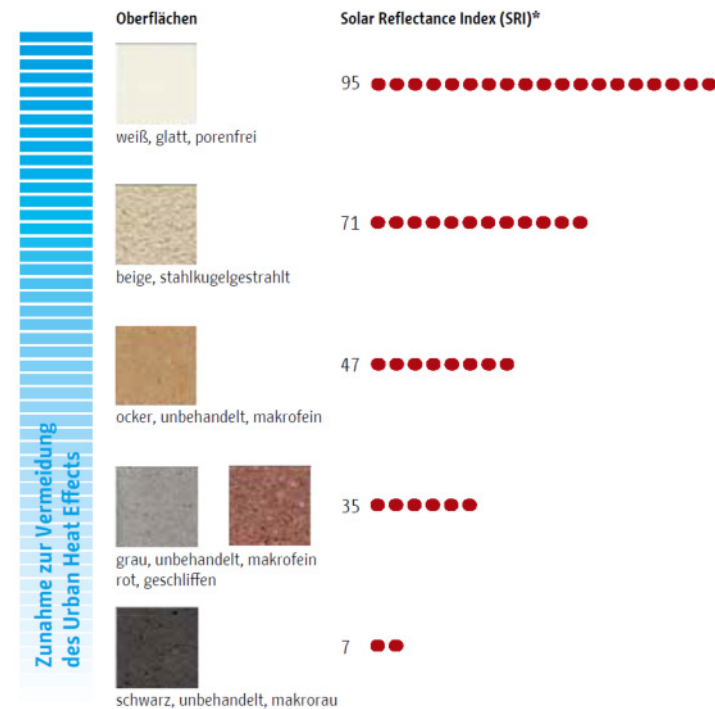 Oberflächen
Solar Reflectance Index (SRI)*
95
weiß, glatt, porenfrei
71
beige, stahlkugelgestrahlt
47
ocker, unbehandelt, makrofein
35
grau, unbehandelt, makrofein
rot, geschliffen
7
schwarz, unbehandelt, makrorau
Zunahme zur Vermeidung
des Urban Heat Effects